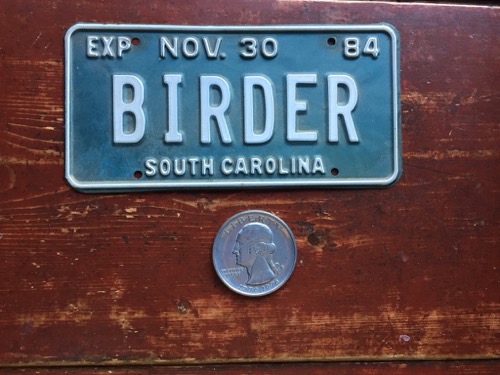 EXP NOV. 30 84
BIRDER
SOUTH CAROLINA